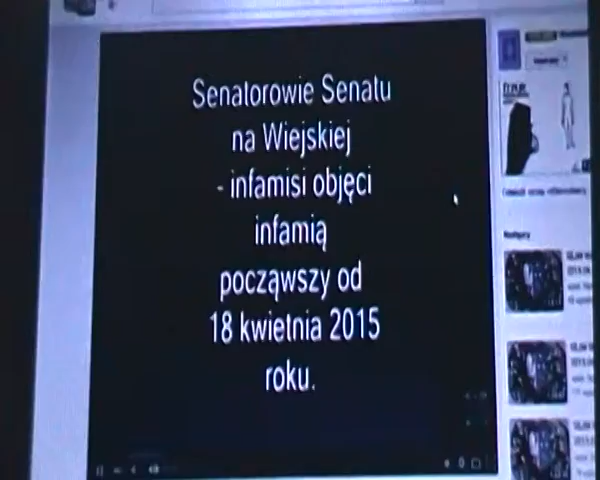 Senatorowie Senatu
na Wiejskiej
- infamisi objęci
infamią
począwszy od
18 kwietnia 2015
roku.